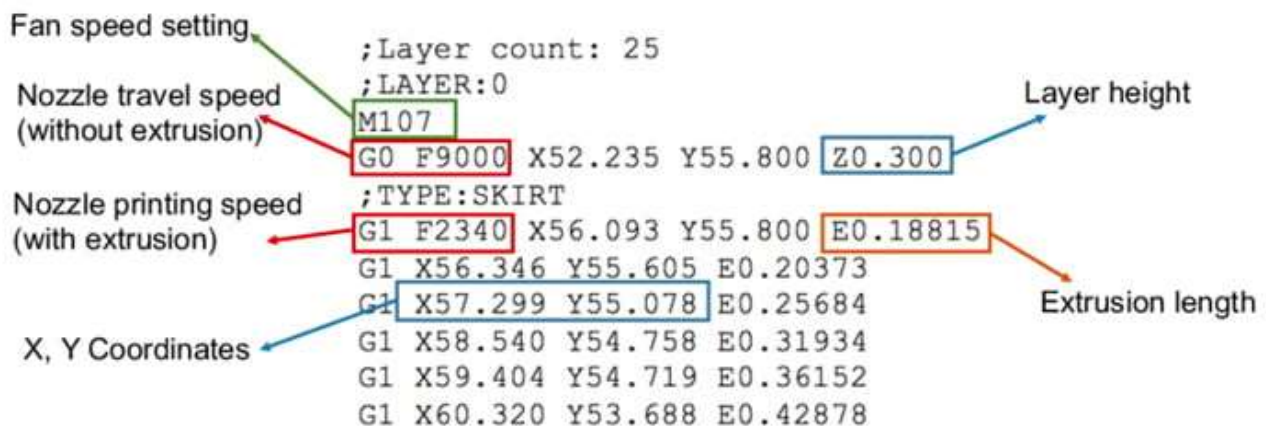 Fan speed setting
Nozzle travel speed
(without extrusion)
Nozzle printing speed
(with extrusion)
X, Y Coordinates
;Layer count: 25
;LAYER:0
M107
G0 F9000 X52.235 Y55.800 Z0.300
;TYPE:SKIRT
G1 F2340 X56.093 Y55.800 E0.18815
G1 X56.346 Y55.605 E0.20373
G1 X57.299 Y55.078 E0.25684
G1 X58.540 Y54.758 E0.31934
G1 X59.404 Y54.719 E0.36152
G1 X60.320 Y53.688 E0.42878
Layer height
Extrusion length